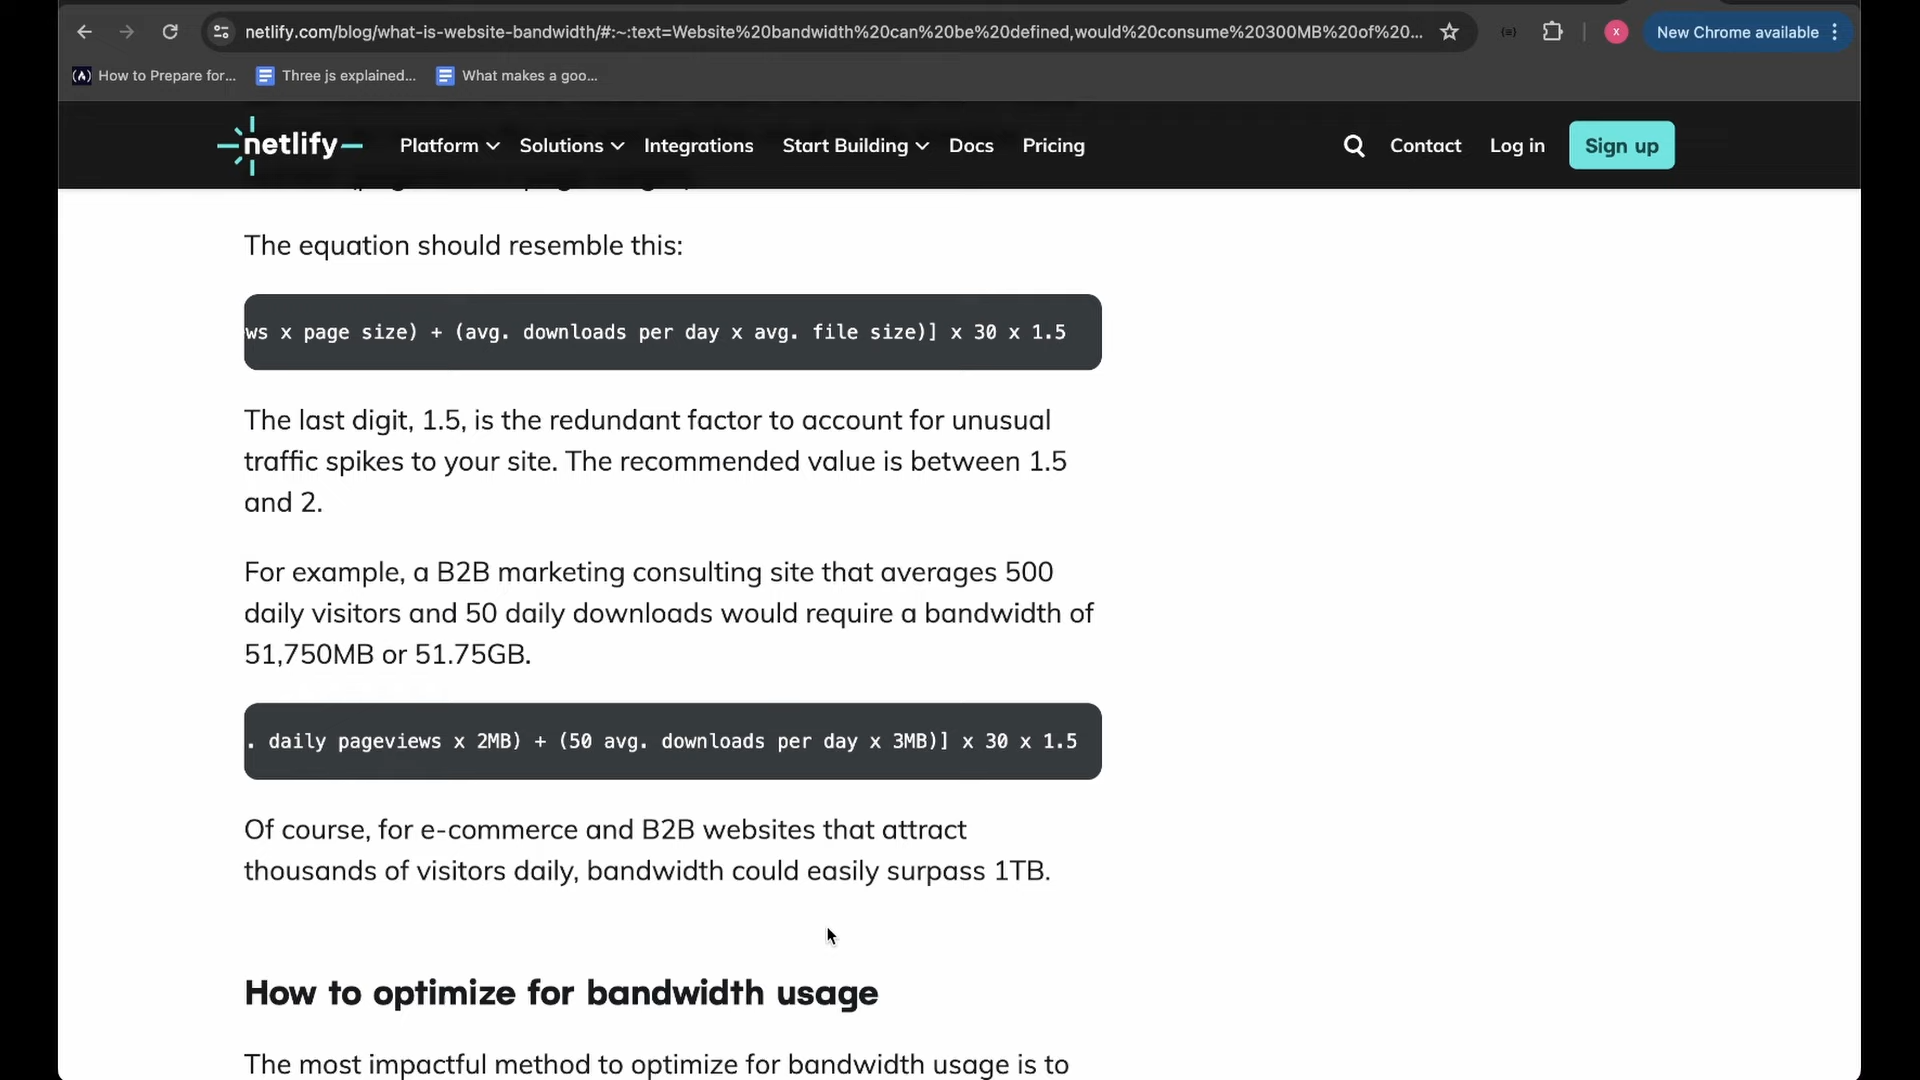 netlify.com/blog/what-is-website-bandwidth/#:~:text=Website%20bandwidth%20can%20be%20defined,would%20consume%20300MB%20of%20...
x
New Chrome available
How to Prepare for...
Three js explained...
What makes a goo...
netlify
Platform
Solutions
Integrations
Start Building
Docs
Pricing
Contact
Log in
Sign up
The equation should resemble this:
ws x page size) + (avg. downloads per day x avg. file size)] x 30 x 1.5
The last digit, 1.5, is the redundant factor to account for unusual
traffic spikes to your site. The recommended value is between 1.5
and 2.
For example, a B2B marketing consulting site that averages 500
daily visitors and 50 daily downloads would require a bandwidth of
51,750MB or 51.75GB.
. daily pageviews x 2MB) + (50 avg. downloads per day x 3MB)] x 30 x 1.5
Of course, for e-commerce and B2B websites that attract
thousands of visitors daily, bandwidth could easily surpass 1TB.
How to optimize for bandwidth usage
The most impactful method to optimize for bandwidth usage is to